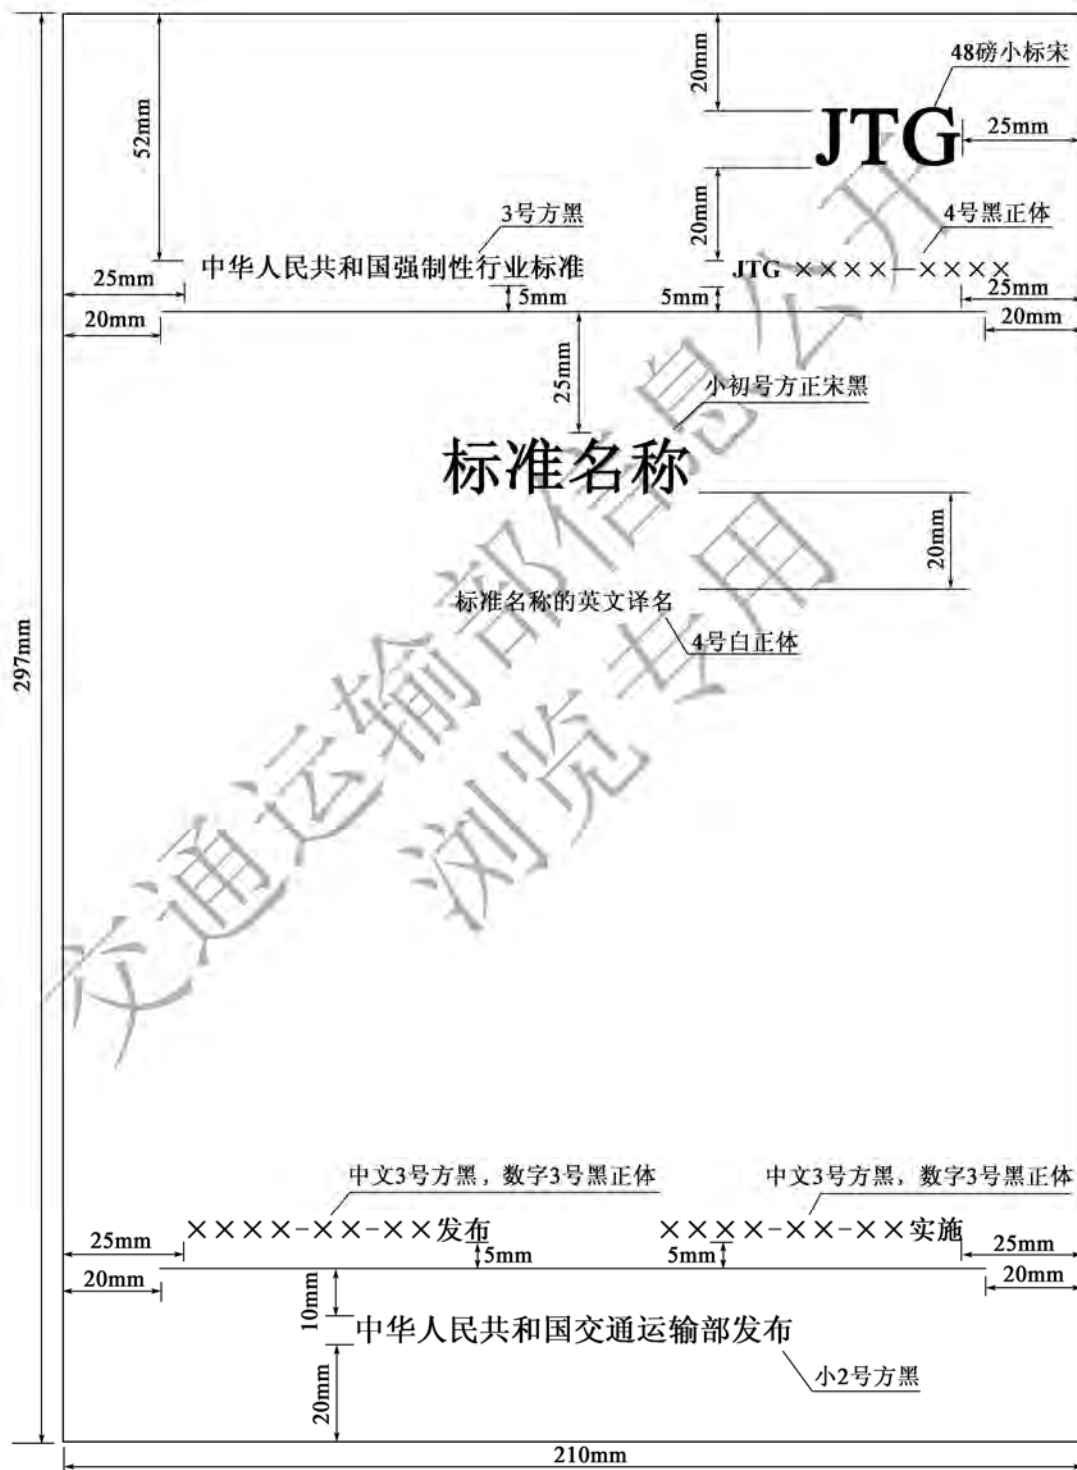 20mm
48磅小标宋
52mm
JTG
25mm
3号方黑
20mm
4号黑正体
中华人民共和国强制性行业标准
JTG ××××—××××
25mm
5mm
5mm
25mm
20mm
20mm
25mm
小初号方正宋黑
标准名称
20mm
标准名称的英文译名
4号白正体
297mm
交通运输部信息公开
浏览专用
中文3号方黑，数字3号黑正体
中文3号方黑，数字3号黑正体
××××-××-××发布
××××-××-××实施
25mm
5mm
5mm
25mm
20mm
20mm
10mm
中华人民共和国交通运输部发布
小2号方黑
20mm
210mm